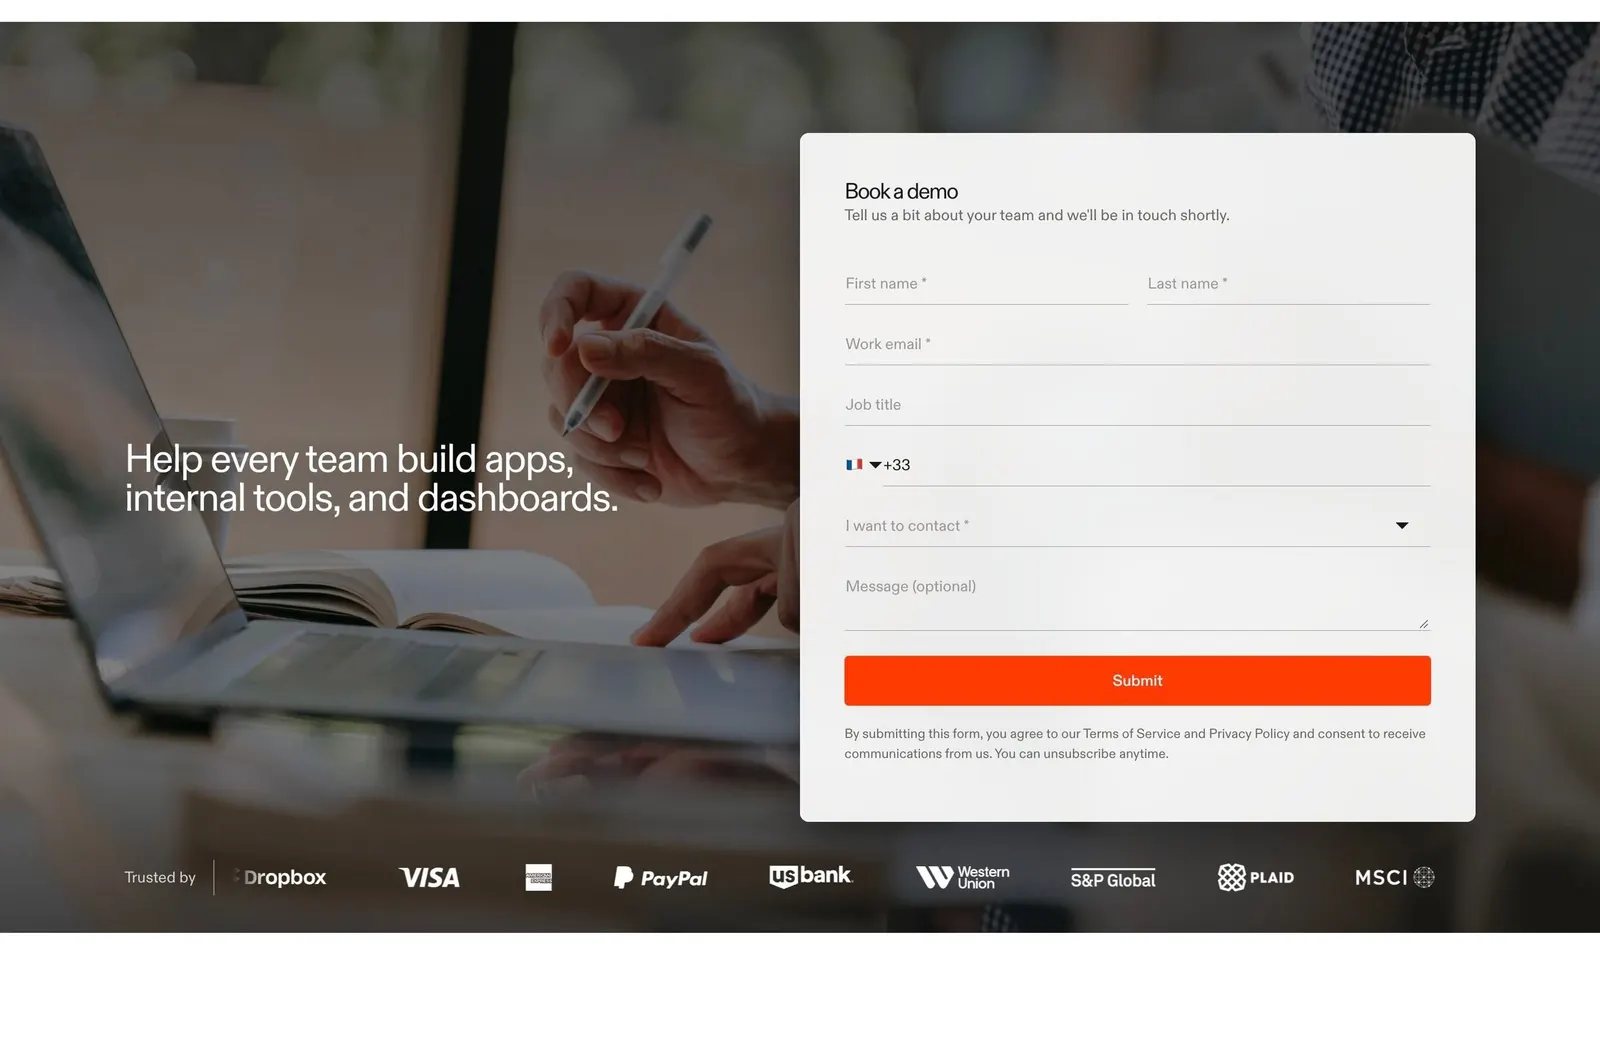 Help every team build apps,
internal tools, and dashboards.
Book a demo
Tell us a bit about your team and we'll be in touch shortly.
First name *
Last name *
Work email *
Job title
+33
I want to contact *
Message (optional)
Submit
By submitting this form, you agree to our Terms of Service and Privacy Policy and consent to receive
communications from us. You can unsubscribe anytime.
Trusted by
Dropbox
VISA
AMERICAN
EXPRESS
PayPal
usbank.
Western
Union
S&P Global
PLAID
MSCI